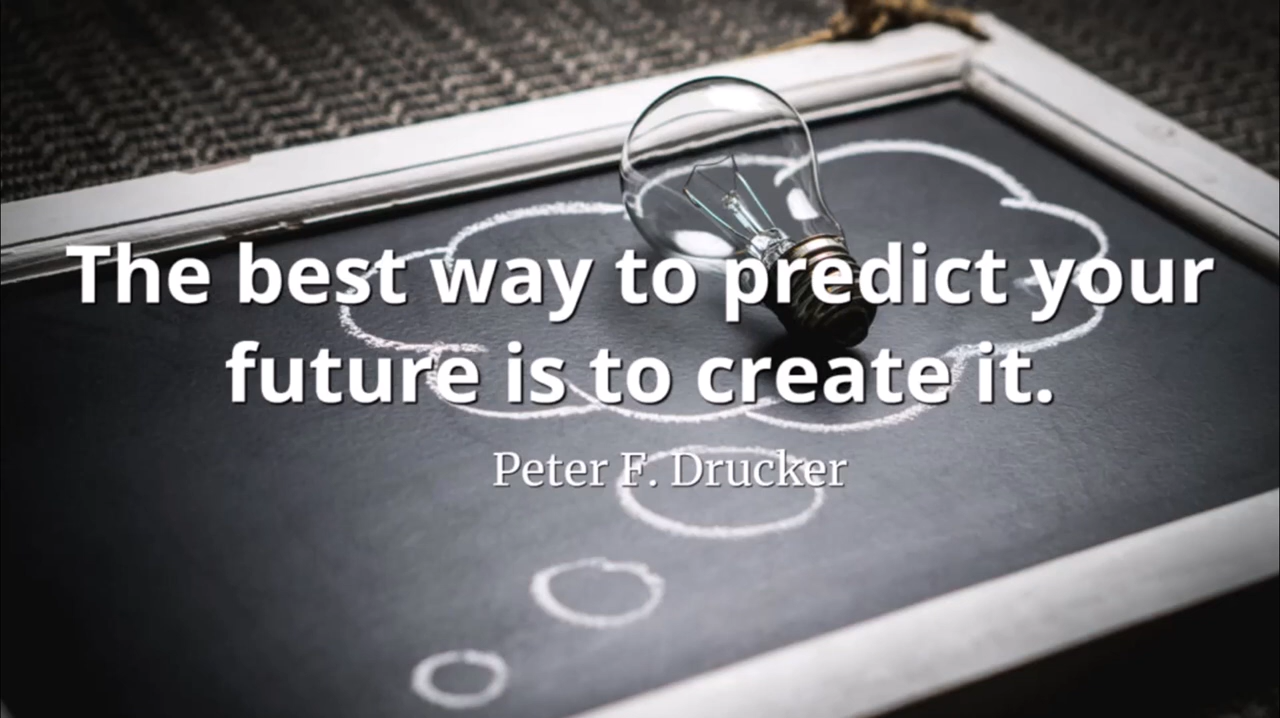 The best way to predict your
future is to create it.
Peter F. Drucker